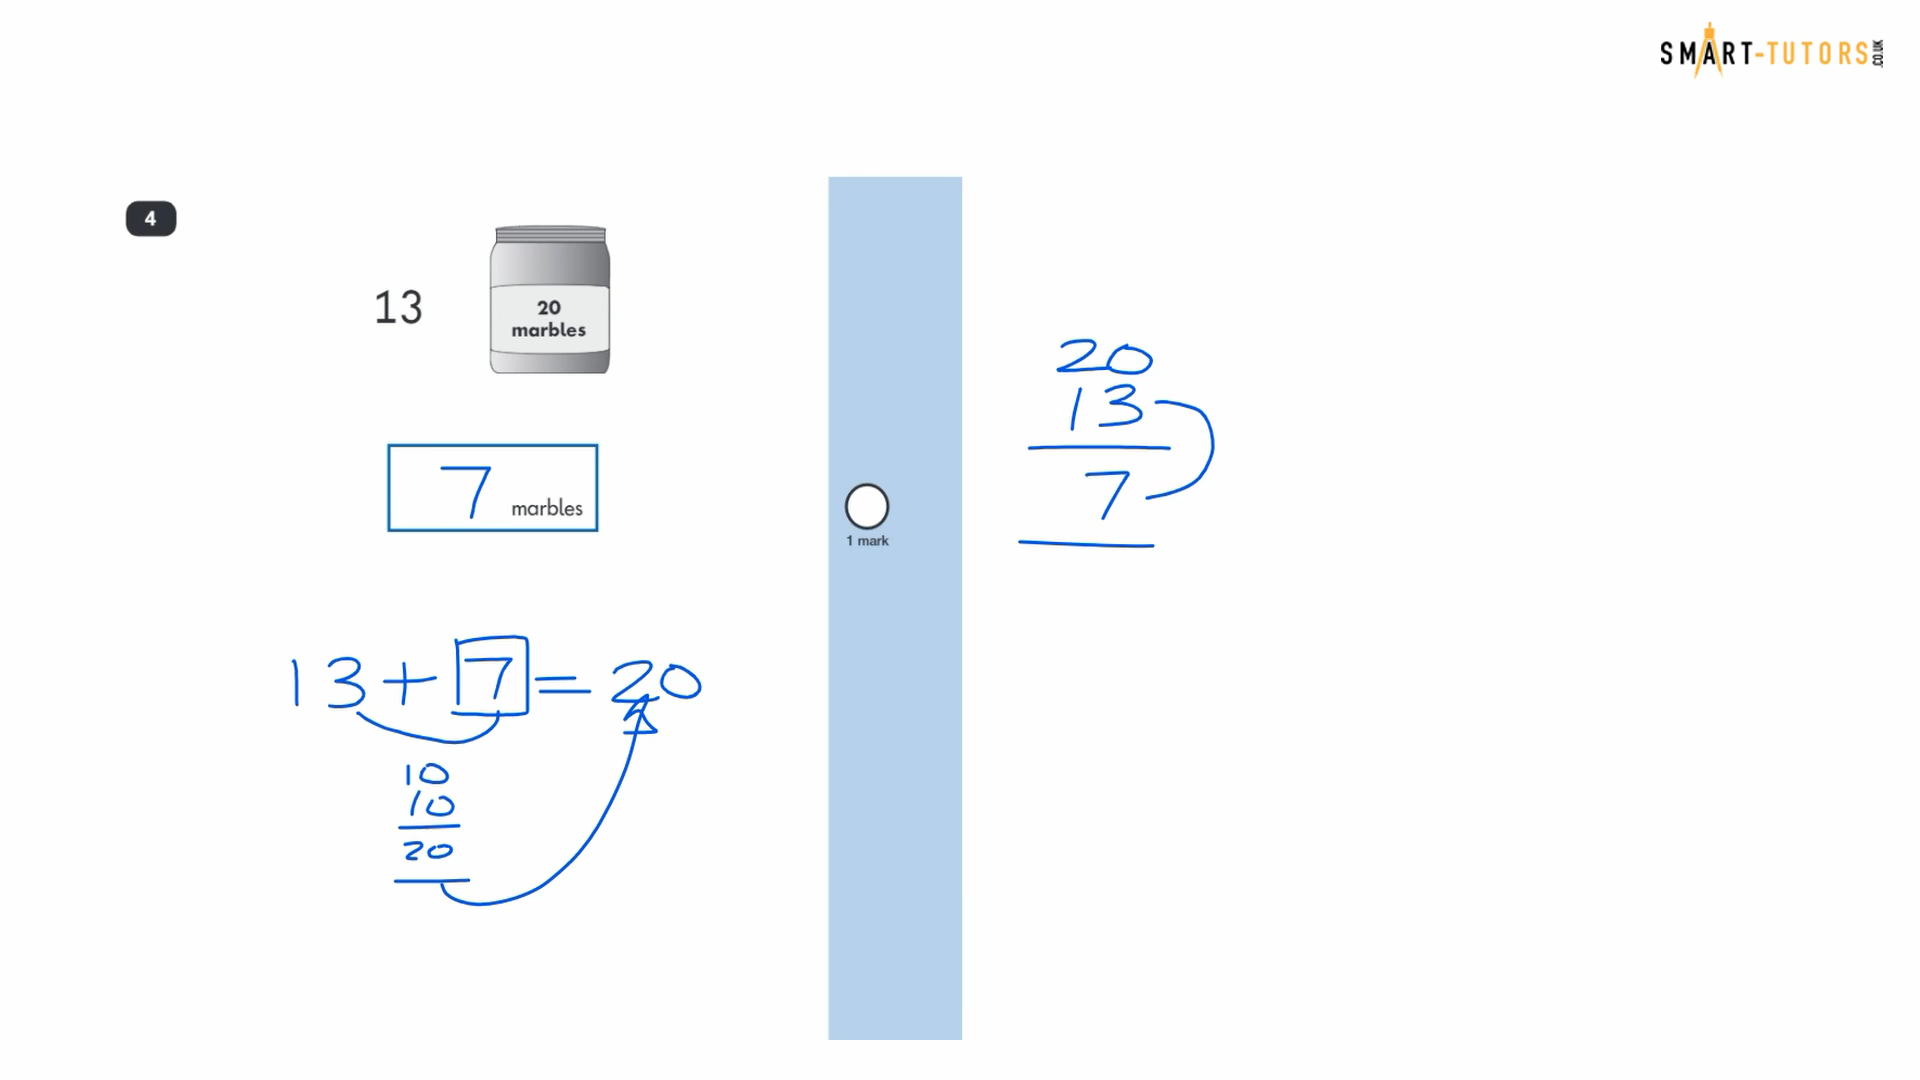 SMART-TUTORS.CO.UK
4
13
20
marbles
7 marbles
1 mark
20
13
7
13 + 7 = 20
10
10
20